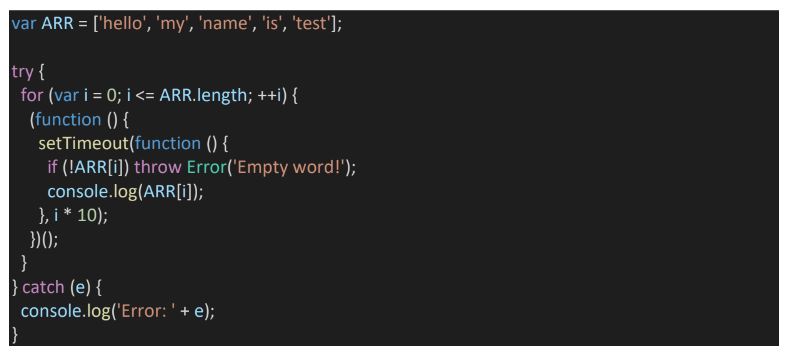 var ARR = ['hello', 'my', 'name', 'is', 'test'];

try {
  for (var i = 0; i <= ARR.length; ++i) {
    (function () {
      setTimeout(function () {
        if (!ARR[i]) throw Error('Empty word!');
        console.log(ARR[i]);
      }, i * 10);
    })();
  }
} catch (e) {
  console.log('Error: ' + e);
}